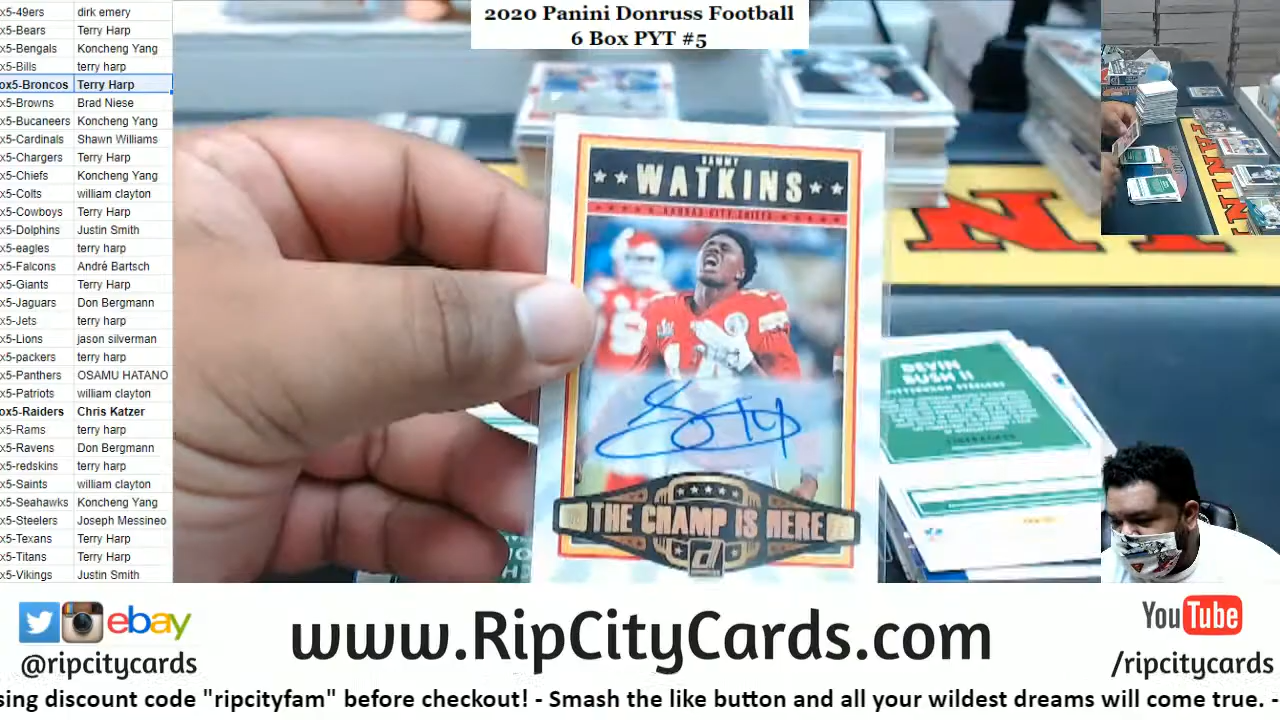 2020 Panini Donruss Football
6 Box PYT #5
x5-49ers dirk emery
x5-Bears Terry Harp
x5-Bengals Koncheng Yang
x5-Bills terry harp
ox5-Broncos Terry Harp
x5-Browns Brad Niese
x5-Bucaneers Koncheng Yang
x5-Cardinals Shawn Williams
x5-Chargers Terry Harp
x5-Chiefs Koncheng Yang
x5-Colts william clayton
x5-Cowboys Terry Harp
x5-Dolphins Justin Smith
x5-eagles terry harp
x5-Falcons André Bartsch
x5-Giants Terry Harp
x5-Jaguars Don Bergmann
x5-Jets terry harp
x5-Lions jason silverman
x5-packers terry harp
x5-Panthers OSAMU HATANO
x5-Patriots william clayton
ox5-Raiders Chris Katzer
x5-Rams terry harp
x5-Ravens Don Bergmann
x5-redskins terry harp
x5-Saints william clayton
x5-Seahawks Koncheng Yang
x5-Steelers Joseph Messineo
x5-Texans Terry Harp
x5-Titans Terry Harp
x5-Vikings Justin Smith
SAMMY
WATKINS
KANSAS CITY CHIEFS
THE CHAMP IS HERE
DEVIN
BUSH II
PITTSBURGH STEELERS
ebay
@ripcitycards
www.RipCityCards.com
YouTube
/ripcitycards
sing discount code "ripcityfam" before checkout! - Smash the like button and all your wildest dreams will come true. -